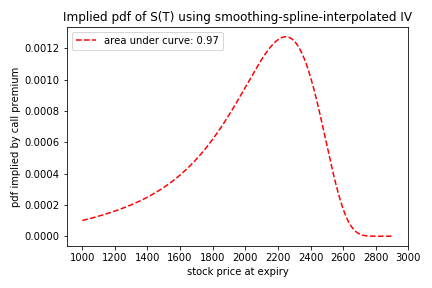 Implied pdf of S(T) using smoothing-spline-interpolated IV
area under curve: 0.97
pdf implied by call premium
0.0012
0.0010
0.0008
0.0006
0.0004
0.0002
0.0000
1000 1200 1400 1600 1800 2000 2200 2400 2600 2800 3000
stock price at expiry